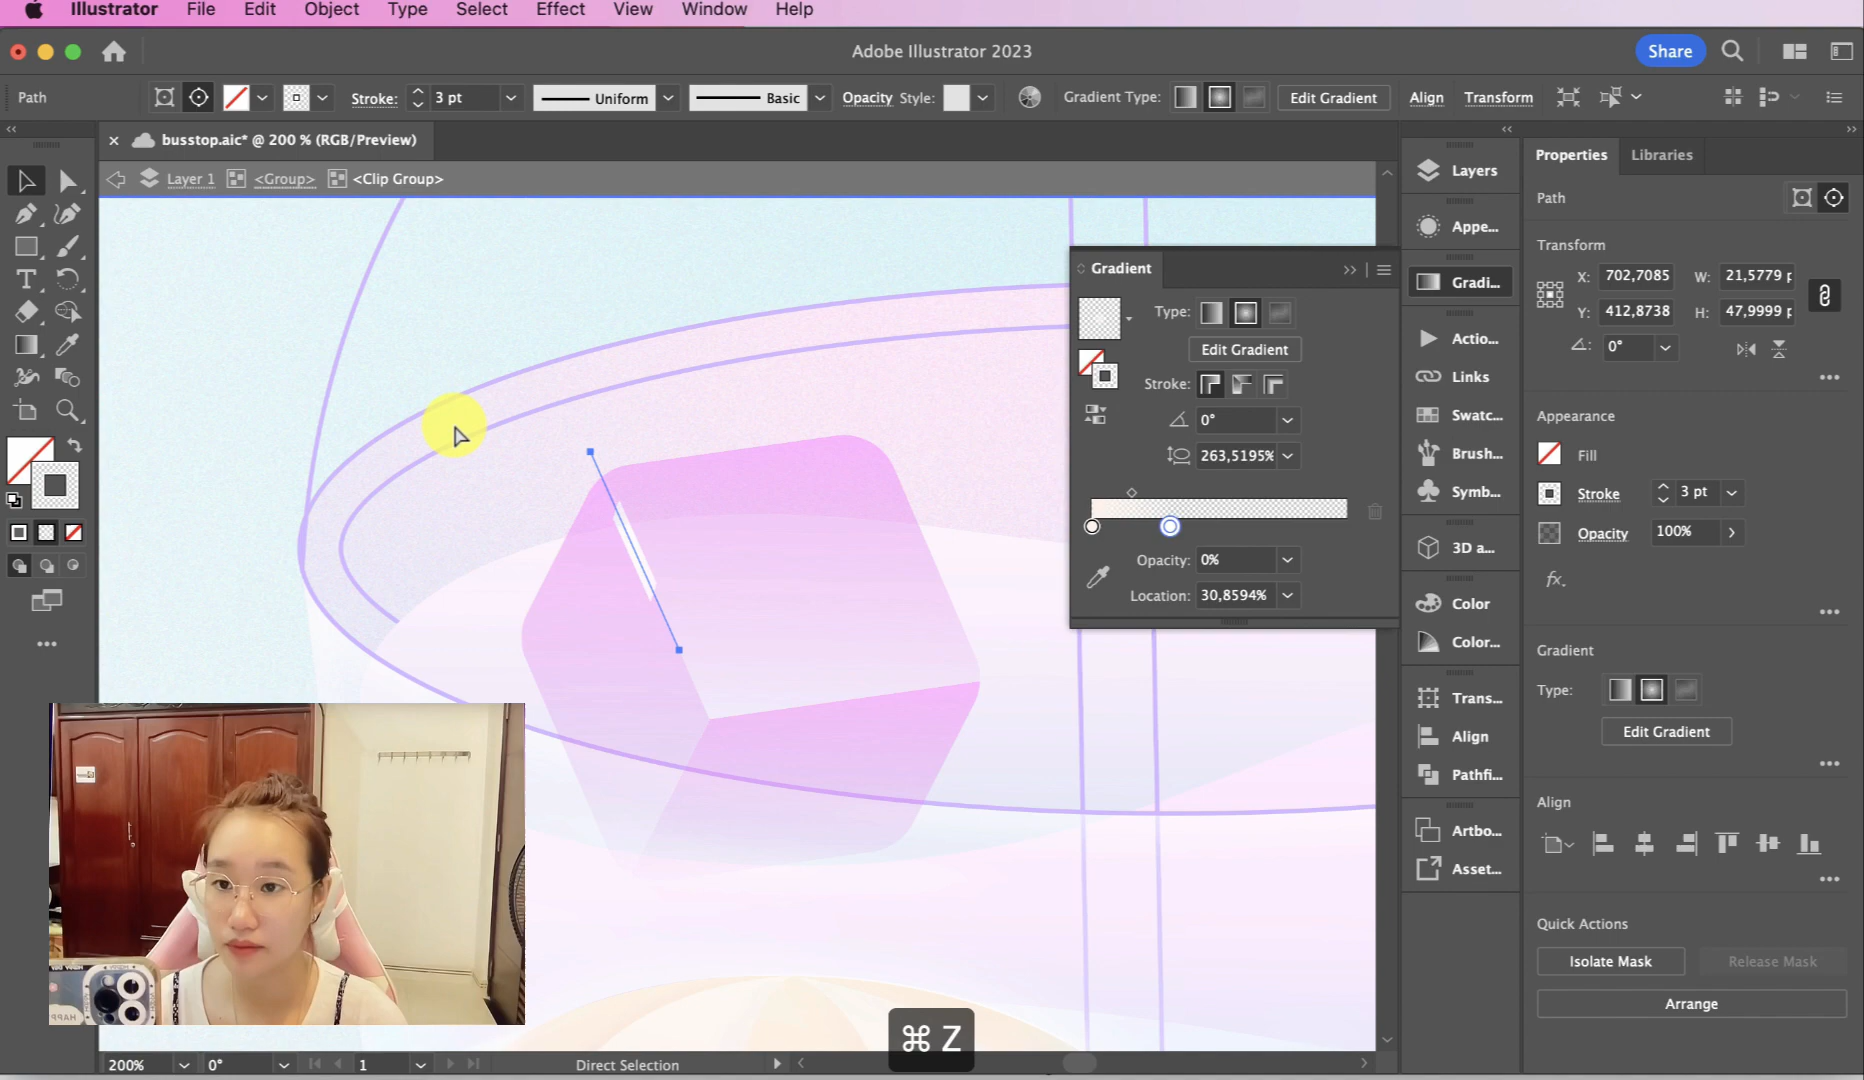 Illustrator File Edit Object Type Select Effect View Window Help
Adobe Illustrator 2023
Share
Path
Stroke:
3 pt
Uniform
Basic
Opacity Style:
Gradient Type:
Edit Gradient
Align
Transform
busstop.aic* @ 200 % (RGB/Preview)
Layer 1
<Group>
<Clip Group>
Gradient
Type:
Edit Gradient
Stroke:
0°
263,5195%
Opacity:
0%
Location:
30,8594%
Layers
Appe...
Gradi...
Actio...
Links
Swatc...
Brush...
Symb...
3D a...
Color
Color...
Trans...
Align
Pathfi...
Artbo...
Asset...
Properties
Libraries
Path
Transform
X:
702,7085
W:
21,5779 p
Y:
412,8738
H:
47,9999 p
0°
Appearance
Fill
Stroke
3 pt
Opacity
100%
fx.
Gradient
Type:
Edit Gradient
Align
Quick Actions
Isolate Mask
Release Mask
Arrange
⌘ Z
200%
0°
1
Direct Selection